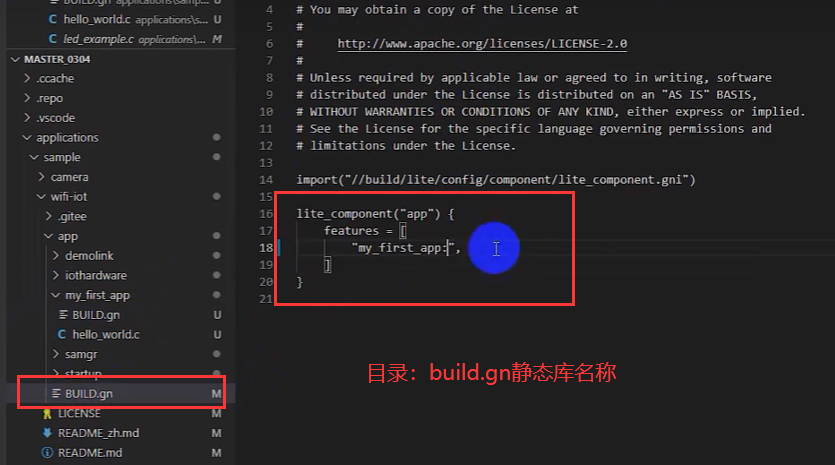 BUILD.gn applications\samp... U
hello_world.c applications\s... U
led_example.c applications\... M
MASTER_0304
.ccache
.repo
.vscode
applications
sample
camera
wifi-iot
.gitee
app
demolink
iothardware
my_first_app
BUILD.gn U
hello_world.c U
samgr
startup
BUILD.gn M
LICENSE M
README_zh.md M
README.md M
4 # You may obtain a copy of the License at
5 #
6 # http://www.apache.org/licenses/LICENSE-2.0
7 #
8 # Unless required by applicable law or agreed to in writing, software
9 # distributed under the License is distributed on an "AS IS" BASIS,
10 # WITHOUT WARRANTIES OR CONDITIONS OF ANY KIND, either express or implied.
11 # See the License for the specific language governing permissions and
12 # limitations under the License.
13
14 import("//build/lite/config/component/lite_component.gni")
15
16 lite_component("app") {
17 features = [
18 "my_first_app:",
19 ]
20 }
21
目录：build.gn静态库名称